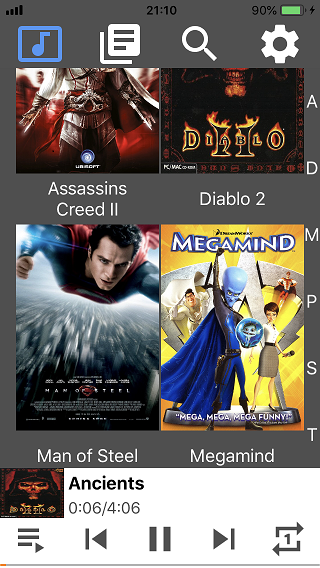 21:10
90%
UBISOFT
DIABLO
II
PC/MAC CD-ROM
A
D
Assassins
Creed II
Diablo 2
M
P
S
T
DREAMWORKS
MEGAMIND
MAN OF STEEL
"MEGA, MEGA, MEGA FUNNY!"
Man of Steel
Megamind
Ancients
0:06/4:06
1